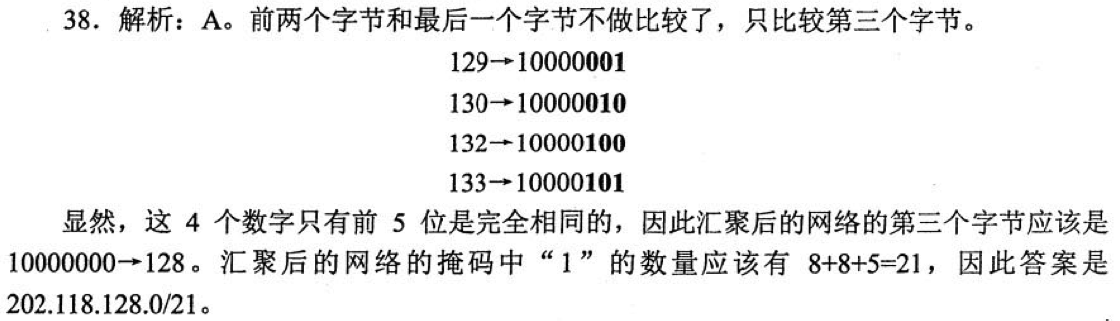 38．解析：A。前两个字节和最后一个字节不做比较了，只比较第三个字节。
129→10000001
130→10000010
132→10000100
133→10000101
显然，这 4 个数字只有前 5 位是完全相同的，因此汇聚后的网络的第三个字节应该是
10000000→128。汇聚后的网络的掩码中“1”的数量应该有 8+8+5=21，因此答案是
202.118.128.0/21。